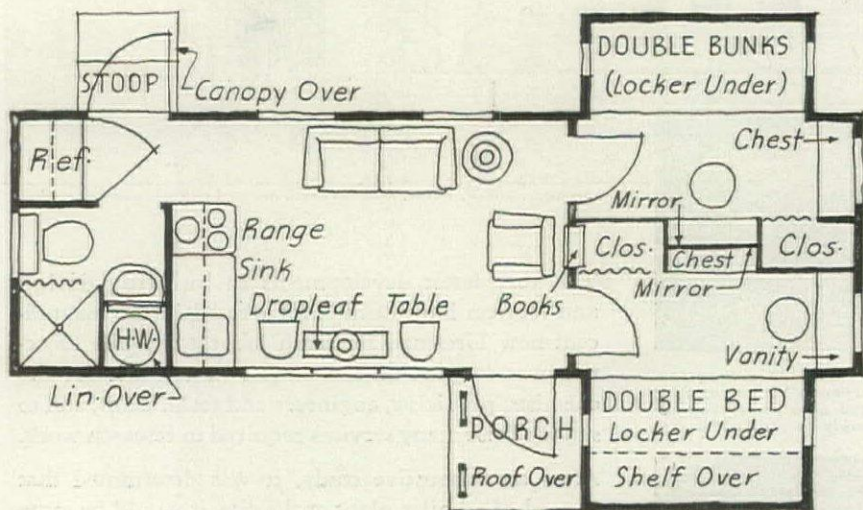 DOUBLE BUNKS
(Locker Under)
STOOP
Canopy Over
Ref.
Chest
Mirror
Range
Clos.
Clos.
Chest
Sink
Mirror
Dropleaf
Table
Books
H.W.
Vanity
Lin. Over
PORCH
Roof Over
DOUBLE BED
Locker Under
Shelf Over